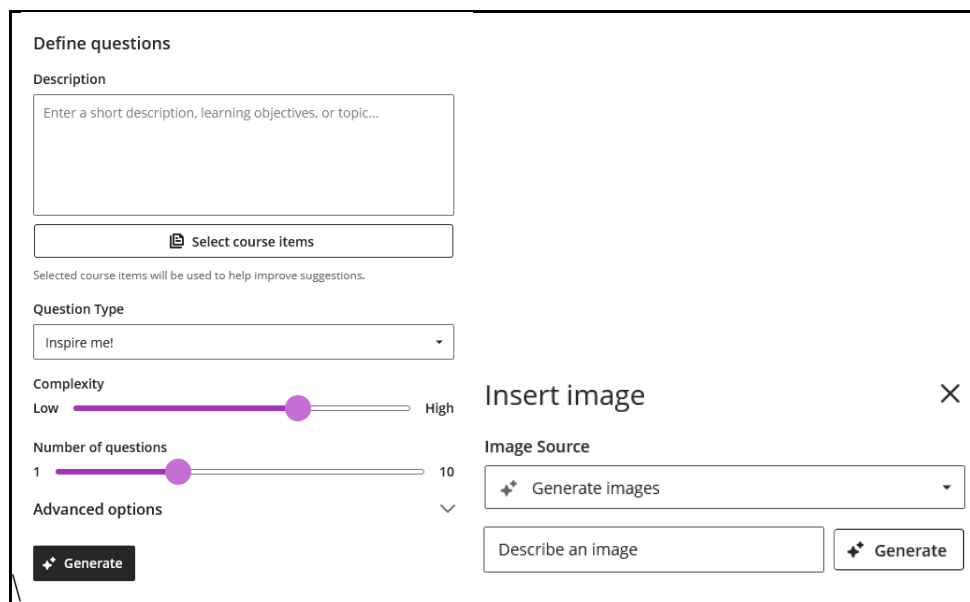 Define questions
Description
Enter a short description, learning objectives, or topic...
Select course items
Selected course items will be used to help improve suggestions.
Question Type
Inspire me!
Complexity
Low High
Number of questions
1 10
Advanced options
Generate
Insert image
Image Source
Generate images
Describe an image
Generate